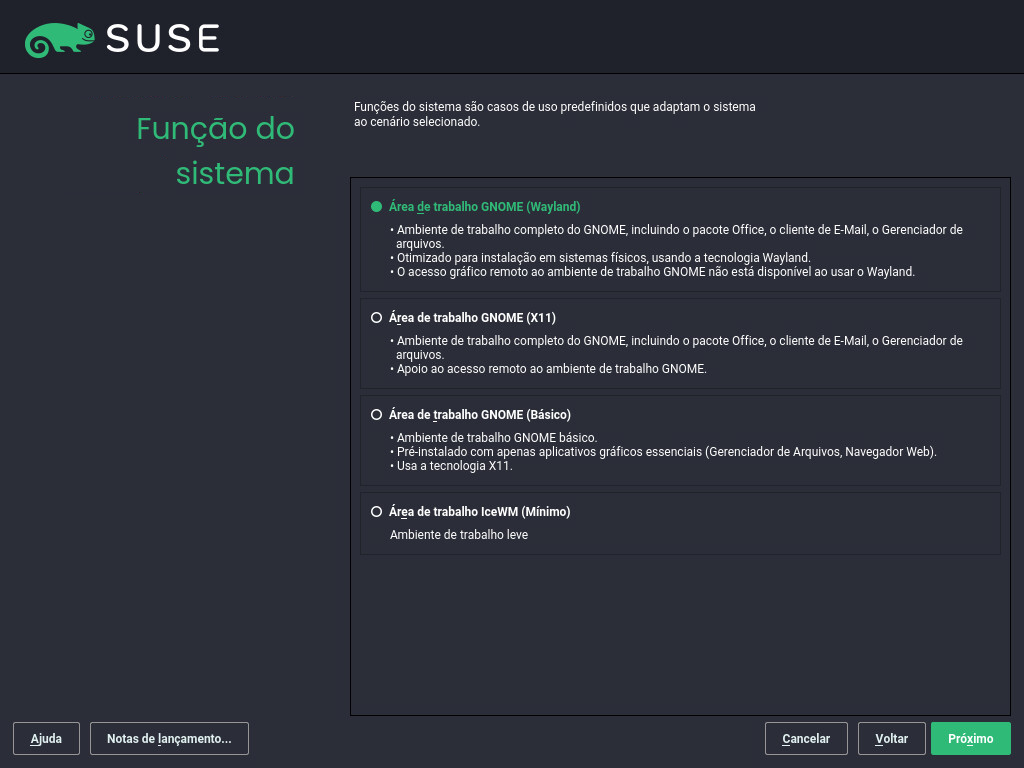 SUSE
Função do
sistema
Funções do sistema são casos de uso predefinidos que adaptam o sistema
ao cenário selecionado.
Área de trabalho GNOME (Wayland)
• Ambiente de trabalho completo do GNOME, incluindo o pacote Office, o cliente de E-Mail, o Gerenciador de
arquivos.
• Otimizado para instalação em sistemas físicos, usando a tecnologia Wayland.
• O acesso gráfico remoto ao ambiente de trabalho GNOME não está disponível ao usar o Wayland.
Área de trabalho GNOME (X11)
• Ambiente de trabalho completo do GNOME, incluindo o pacote Office, o cliente de E-Mail, o Gerenciador de
arquivos.
• Apoio ao acesso remoto ao ambiente de trabalho GNOME.
Área de trabalho GNOME (Básico)
• Ambiente de trabalho GNOME básico.
• Pré-instalado com apenas aplicativos gráficos essenciais (Gerenciador de Arquivos, Navegador Web).
• Usa a tecnologia X11.
Área de trabalho IceWM (Mínimo)
Ambiente de trabalho leve
Ajuda Notas de lançamento... Cancelar Voltar Próximo